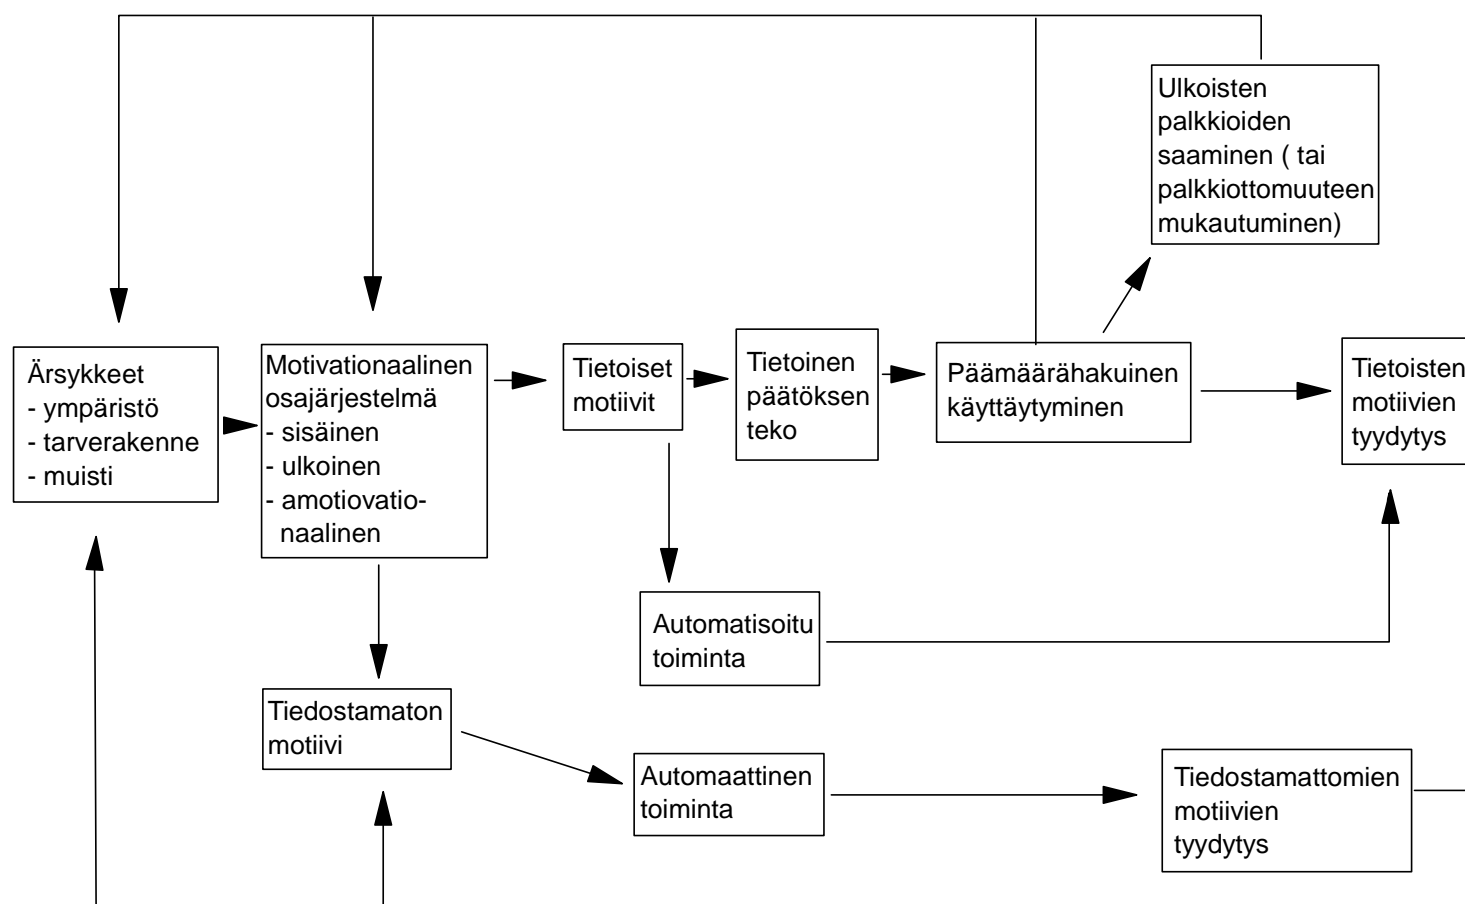 Ulkoisten
palkkioiden
saaminen ( tai
palkkiottomuuteen
mukautuminen)
Ärsykkeet
- ympäristö
- tarverakenne
- muisti
Motivationaalinen
osajärjestelmä
- sisäinen
- ulkoinen
- amotiovatio-
naalinen
Tietoiset
motiivit
Tietoinen
päätöksen
teko
Päämäärähakuinen
käyttäytyminen
Tietoisten
motiivien
tyydytys
Automatisoitu
toiminta
Tiedostamaton
motiivi
Automaattinen
toiminta
Tiedostamattomien
motiivien
tyydytys